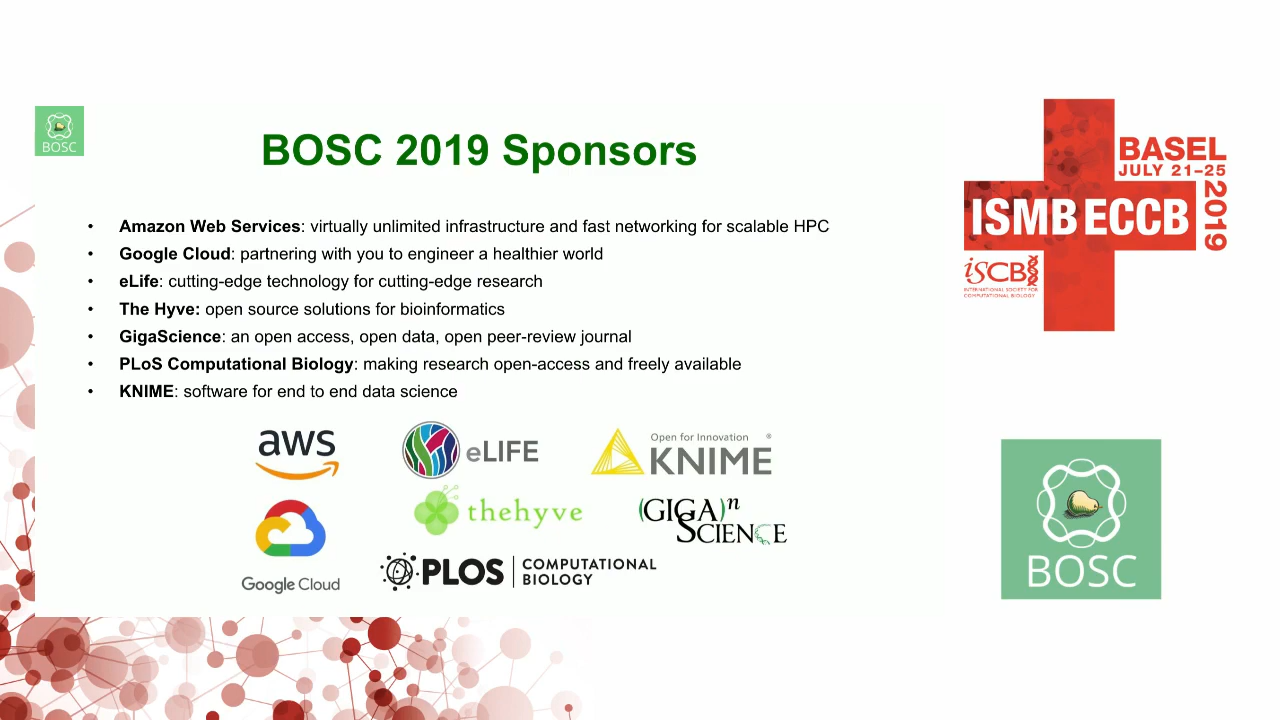 BOSC
BOSC 2019 Sponsors
• Amazon Web Services: virtually unlimited infrastructure and fast networking for scalable HPC
• Google Cloud: partnering with you to engineer a healthier world
• eLife: cutting-edge technology for cutting-edge research
• The Hyve: open source solutions for bioinformatics
• GigaScience: an open access, open data, open peer-review journal
• PLoS Computational Biology: making research open-access and freely available
• KNIME: software for end to end data science
aws
eLIFE
Open for Innovation ®
KNIME
thehyve
(GIGA)n
SCIENCE
Google Cloud
PLOS | COMPUTATIONAL
BIOLOGY
BASEL
JULY 21–25
2019
ISMB ECCB
ISCB
INTERNATIONAL SOCIETY FOR
COMPUTATIONAL BIOLOGY
BOSC